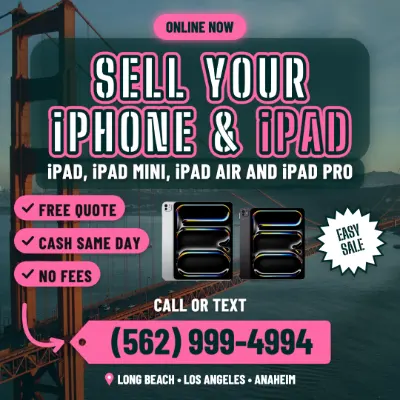 ONLINE NOW
SELL YOUR
iPHONE & iPAD
iPAD, iPAD MINI, iPAD AIR AND iPAD PRO
FREE QUOTE
CASH SAME DAY
NO FEES
EASY
SALE
CALL OR TEXT
(562) 999-4994
LONG BEACH • LOS ANGELES • ANAHEIM